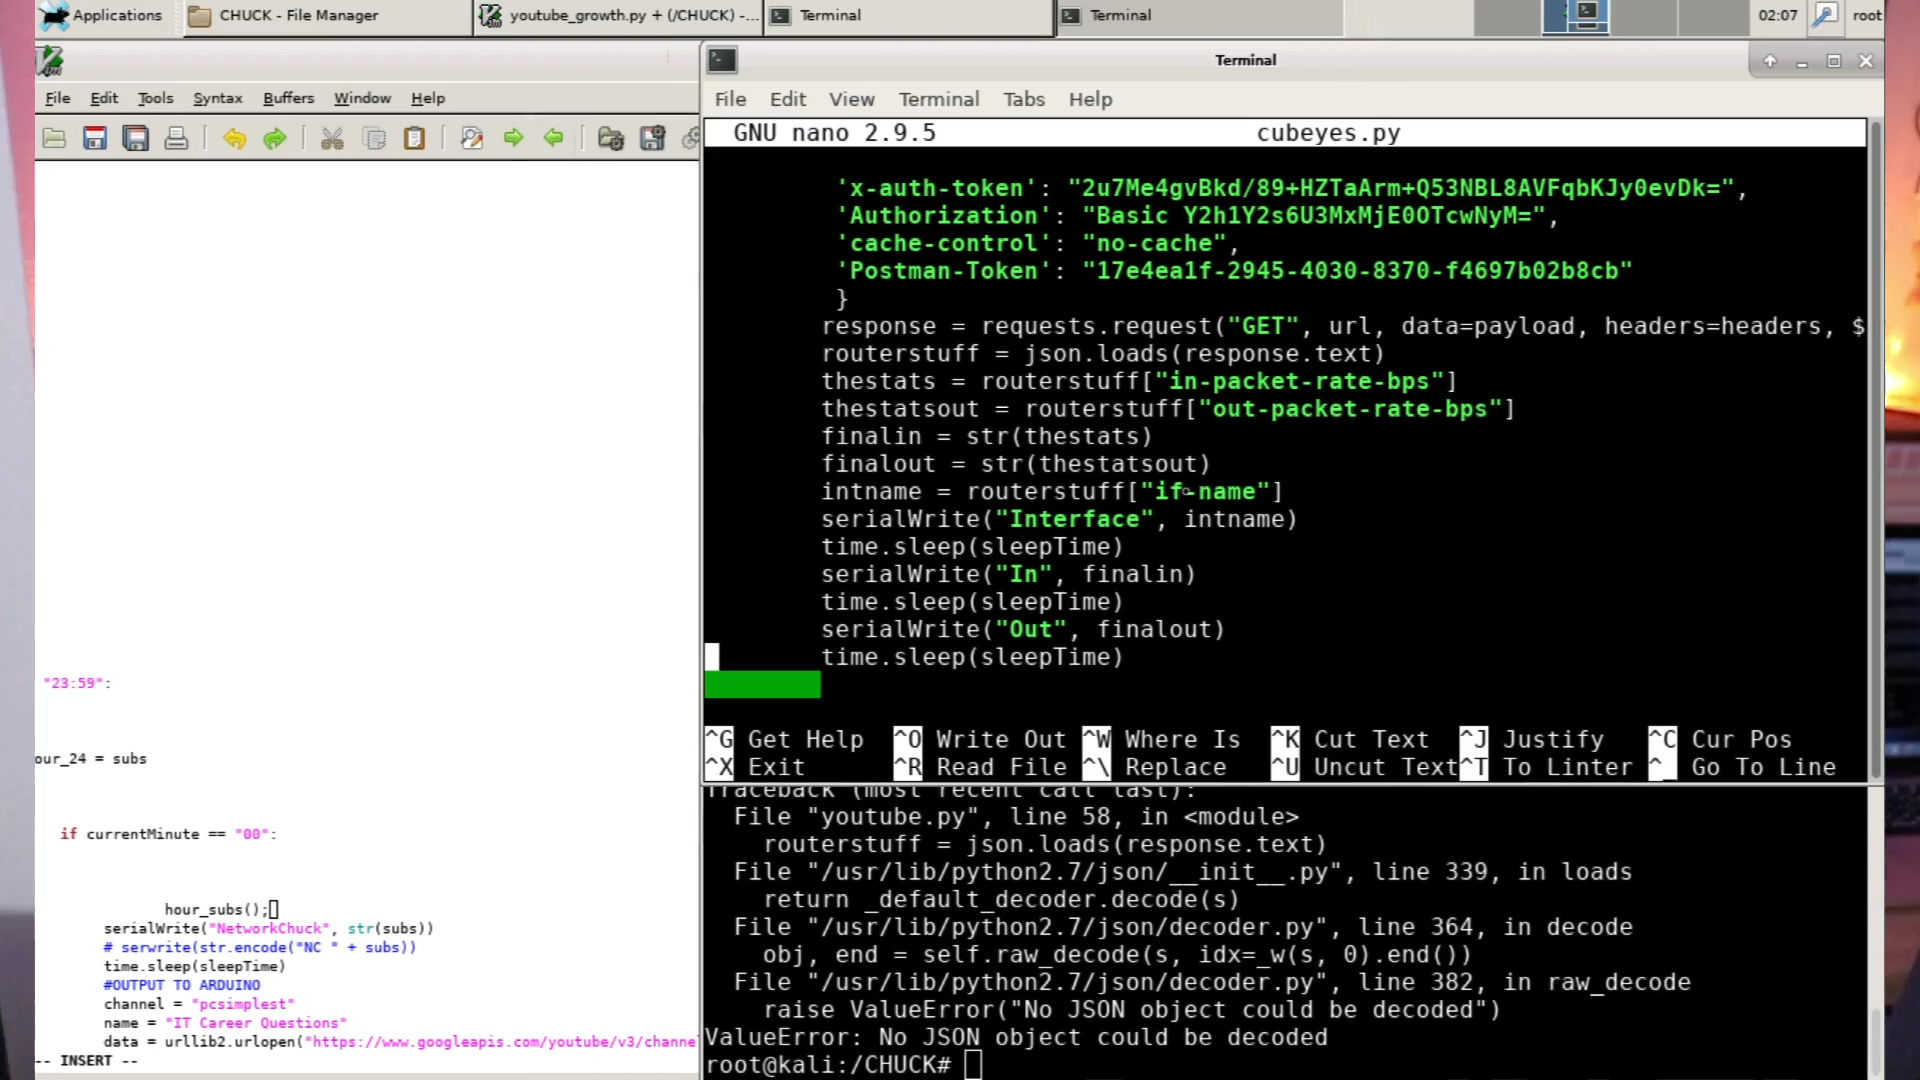 Applications
CHUCK - File Manager
youtube_growth.py + (/CHUCK) -...
Terminal
Terminal
02:07
root
File Edit Tools Syntax Buffers Window Help
"23:59":
our_24 = subs
if currentMinute == "00":
hour_subs();
serialWrite("NetworkChuck", str(subs))
# serwrite(str.encode("NC " + subs))
time.sleep(sleepTime)
#OUTPUT TO ARDUINO
channel = "pcsimplest"
name = "IT Career Questions"
data = urllib2.urlopen("https://www.googleapis.com/youtube/v3/channe
-- INSERT --
Terminal
File Edit View Terminal Tabs Help
GNU nano 2.9.5 cubeyes.py
'x-auth-token': "2u7Me4gvBkd/89+HZTaArm+Q53NBL8AVFqbKJy0evDk=",
'Authorization': "Basic Y2h1Y2s6U3MxMjE0OTcwNyM=",
'cache-control': "no-cache",
'Postman-Token': "17e4ea1f-2945-4030-8370-f4697b02b8cb"
}
response = requests.request("GET", url, data=payload, headers=headers, $
routerstuff = json.loads(response.text)
thestats = routerstuff["in-packet-rate-bps"]
thestatsout = routerstuff["out-packet-rate-bps"]
finalin = str(thestats)
finalout = str(thestatsout)
intname = routerstuff["if-name"]
serialWrite("Interface", intname)
time.sleep(sleepTime)
serialWrite("In", finalin)
time.sleep(sleepTime)
serialWrite("Out", finalout)
time.sleep(sleepTime)
^G Get Help ^O Write Out ^W Where Is ^K Cut Text ^J Justify ^C Cur Pos
^X Exit ^R Read File ^\ Replace ^U Uncut Text ^T To Linter ^_ Go To Line
Traceback (most recent call last):
File "youtube.py", line 58, in <module>
routerstuff = json.loads(response.text)
File "/usr/lib/python2.7/json/__init__.py", line 339, in loads
return _default_decoder.decode(s)
File "/usr/lib/python2.7/json/decoder.py", line 364, in decode
obj, end = self.raw_decode(s, idx=_w(s, 0).end())
File "/usr/lib/python2.7/json/decoder.py", line 382, in raw_decode
raise ValueError("No JSON object could be decoded")
ValueError: No JSON object could be decoded
root@kali:/CHUCK#